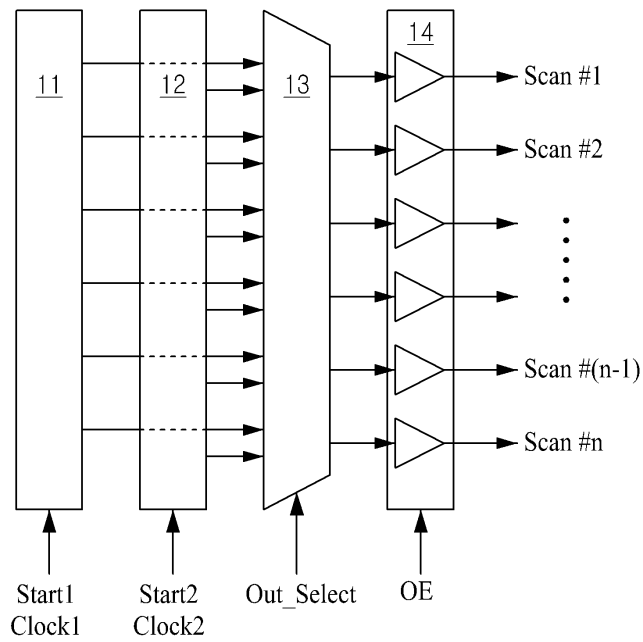 11
12
13
14
Scan #1
Scan #2
Scan #(n-1)
Scan #n
Start1
Clock1
Start2
Clock2
Out_Select
OE